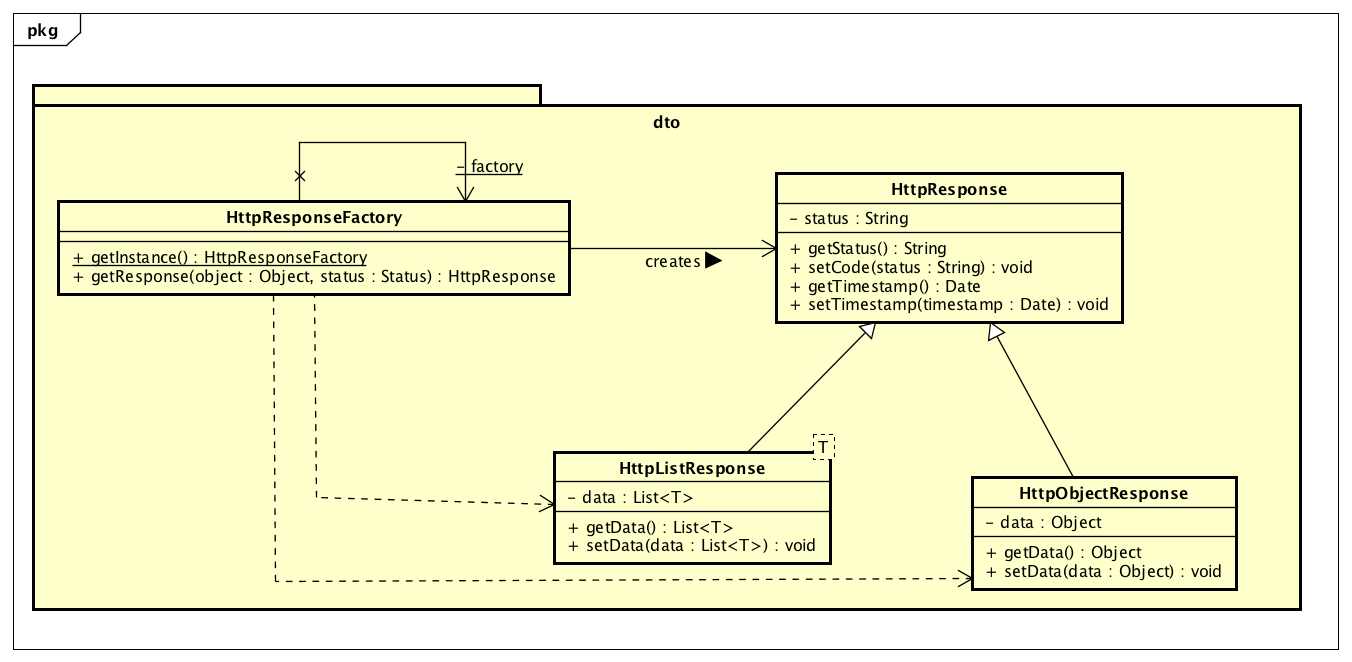 pkg
dto
- factory
HttpResponseFactory
+ getInstance() : HttpResponseFactory
+ getResponse(object : Object, status : Status) : HttpResponse
creates
HttpResponse
- status : String
+ getStatus() : String
+ setCode(status : String) : void
+ getTimestamp() : Date
+ setTimestamp(timestamp : Date) : void
T
HttpListResponse
- data : List<T>
+ getData() : List<T>
+ setData(data : List<T>) : void
HttpObjectResponse
- data : Object
+ getData() : Object
+ setData(data : Object) : void